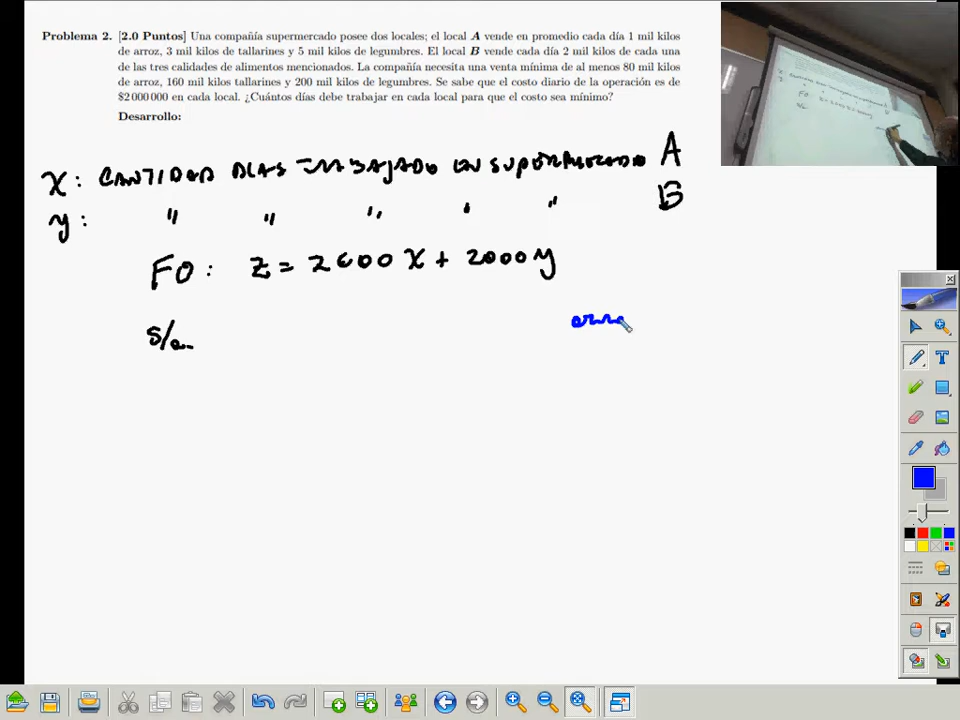 Problema 2. [2.0 Puntos] Una compañía supermercado posee dos locales; el local A vende en promedio cada día 1 mil kilos
de arroz, 3 mil kilos de tallarines y 5 mil kilos de legumbres. El local B vende cada día 2 mil kilos de cada una
de las tres calidades de alimentos mencionados. La compañía necesita una venta mínima de al menos 80 mil kilos
de arroz, 160 mil kilos tallarines y 200 mil kilos de legumbres. Se sabe que el costo diario de la operación es de
$2 000 000 en cada local. ¿Cuántos días debe trabajar en cada local para que el costo sea mínimo?
Desarrollo:
x: CANTIDAD DIAS TRABAJADO EN SUPERMERCADO A
y: " " " " " B
FO: z = 2000 x + 2000 y
s/a